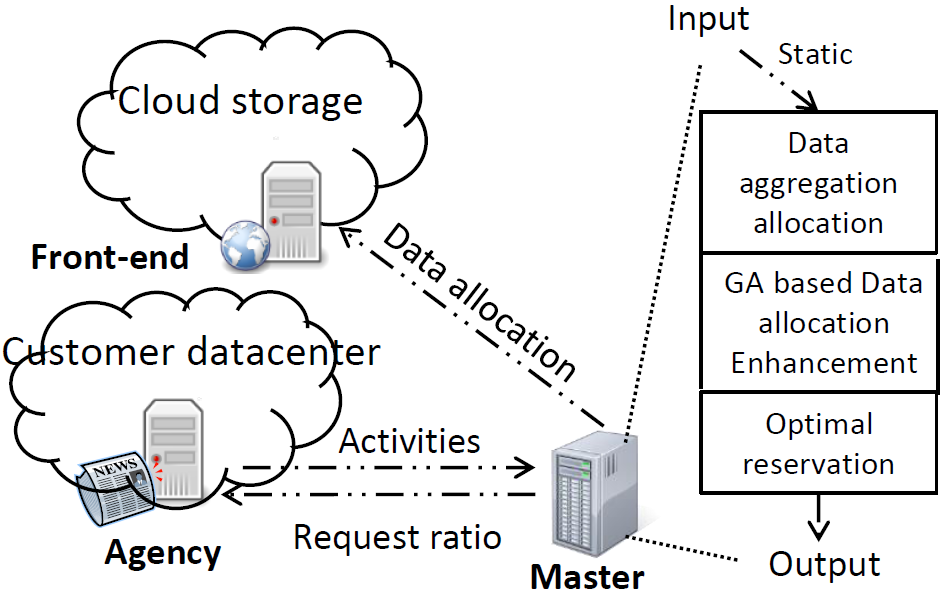 Input
Static
Cloud storage
Data
aggregation
allocation
Front-end
Data allocation
GA based Data
allocation
Enhancement
Customer datacenter
NEWS
Activities
Optimal
reservation
Request ratio
Agency
Master
Output